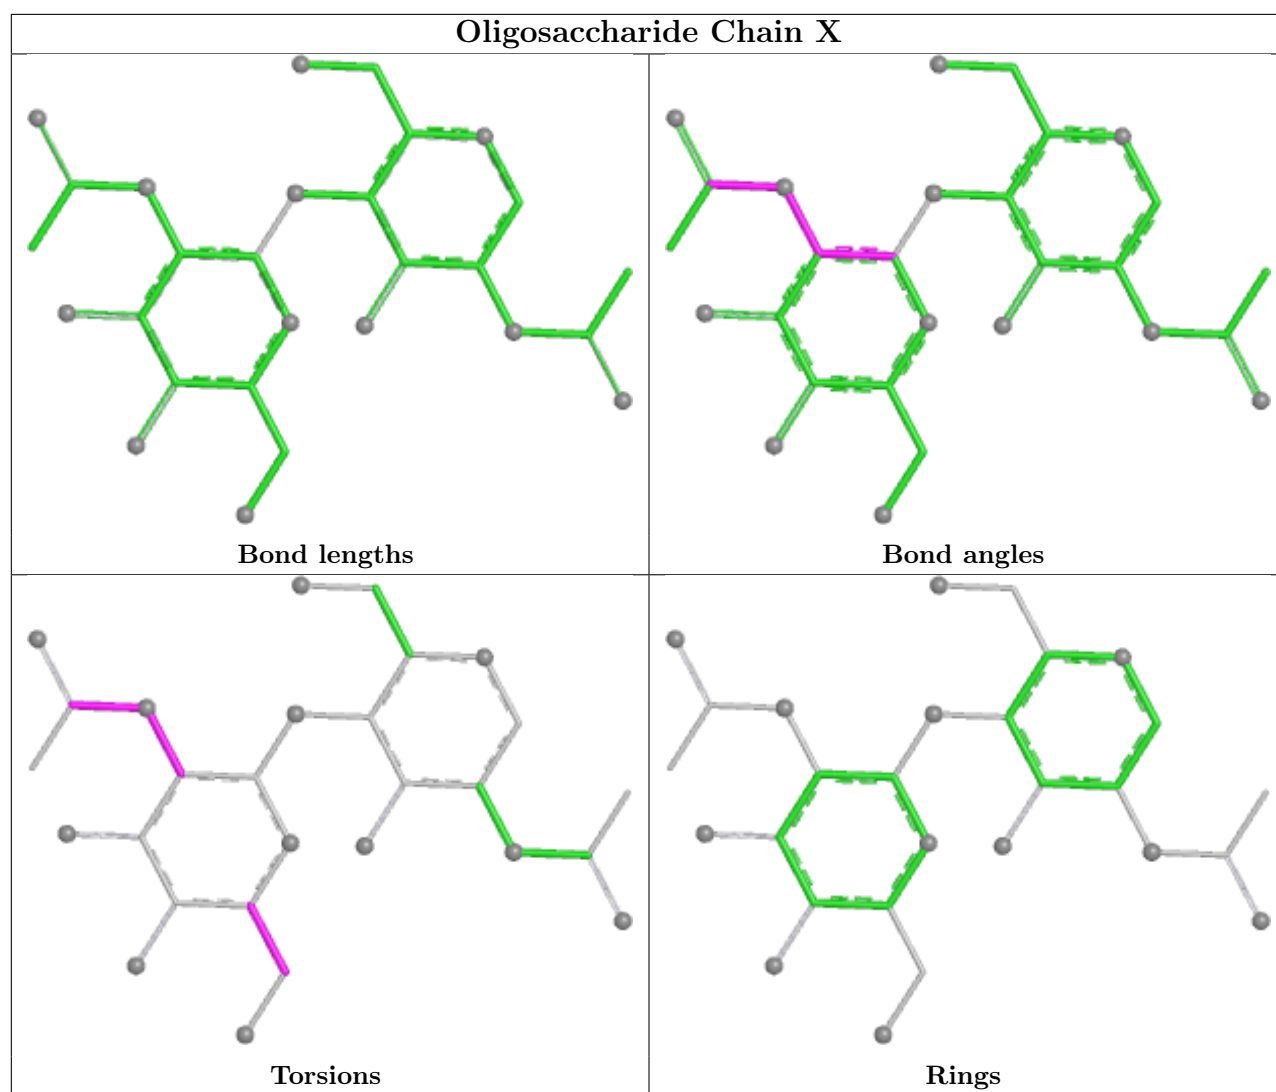 Oligosaccharide Chain X
Bond lengths
Bond angles
Torsions
Rings